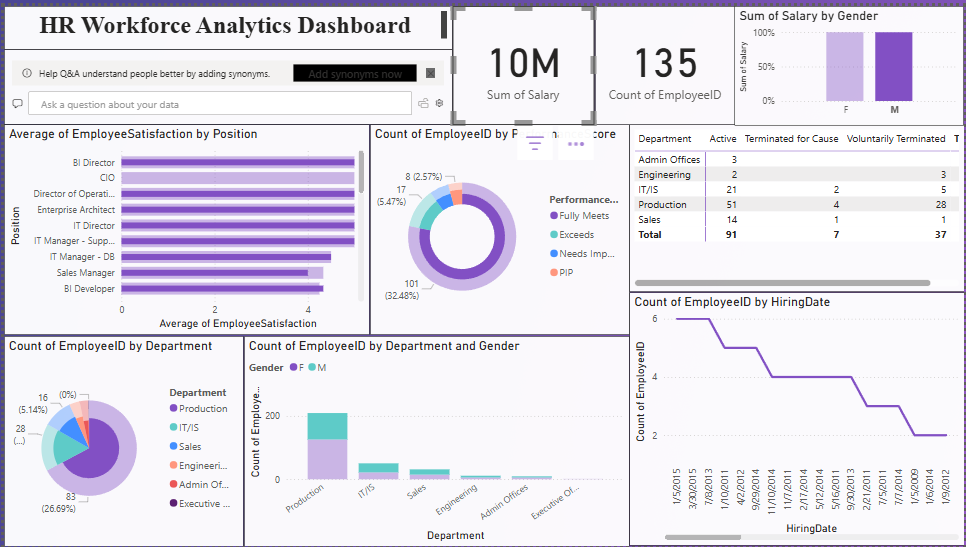 HR Workforce Analytics Dashboard
Help Q&A understand people better by adding synonyms.
Add synonyms now
Ask a question about your data
10M
Sum of Salary
135
Count of EmployeeID
Sum of Salary by Gender
Sum of Salary
100%
50%
0%
F
M
Average of EmployeeSatisfaction by Position
Position
BI Director
CIO
Director of Operati...
Enterprise Architect
IT Director
IT Manager - Supp...
IT Manager - DB
Sales Manager
BI Developer
0
2
4
Average of EmployeeSatisfaction
Count of EmployeeID by P
core
8 (2.57%)
17
(5.47%)
101
(32.48%)
Performance...
Fully Meets
Exceeds
Needs Imp...
PIP
Department Active Terminated for Cause Voluntarily Terminated T
Admin Offices 3
Engineering 2 3
IT/IS 21 2 5
Production 51 4 28
Sales 14 1 1
Total 91 7 37
Count of EmployeeID by HiringDate
Count of EmployeeID
6
4
2
1/5/2015
3/30/2015
7/8/2013
1/10/2011
4/2/2012
9/29/2014
11/10/2014
11/7/2011
2/17/2014
5/12/2014
5/16/2011
9/30/2013
2/21/2011
7/5/2011
7/7/2014
1/5/2009
1/6/2014
1/9/2012
HiringDate
Count of EmployeeID by Department
(0%)
16
(5.14%)
28
(...)
83
(26.69%)
Department
Production
IT/IS
Sales
Engineeri...
Admin Of...
Executive ...
Count of EmployeeID by Department and Gender
Gender F M
Count of Employe...
200
0
Production
IT/IS
Sales
Engineering
Admin Offices
Executive Of...
Department